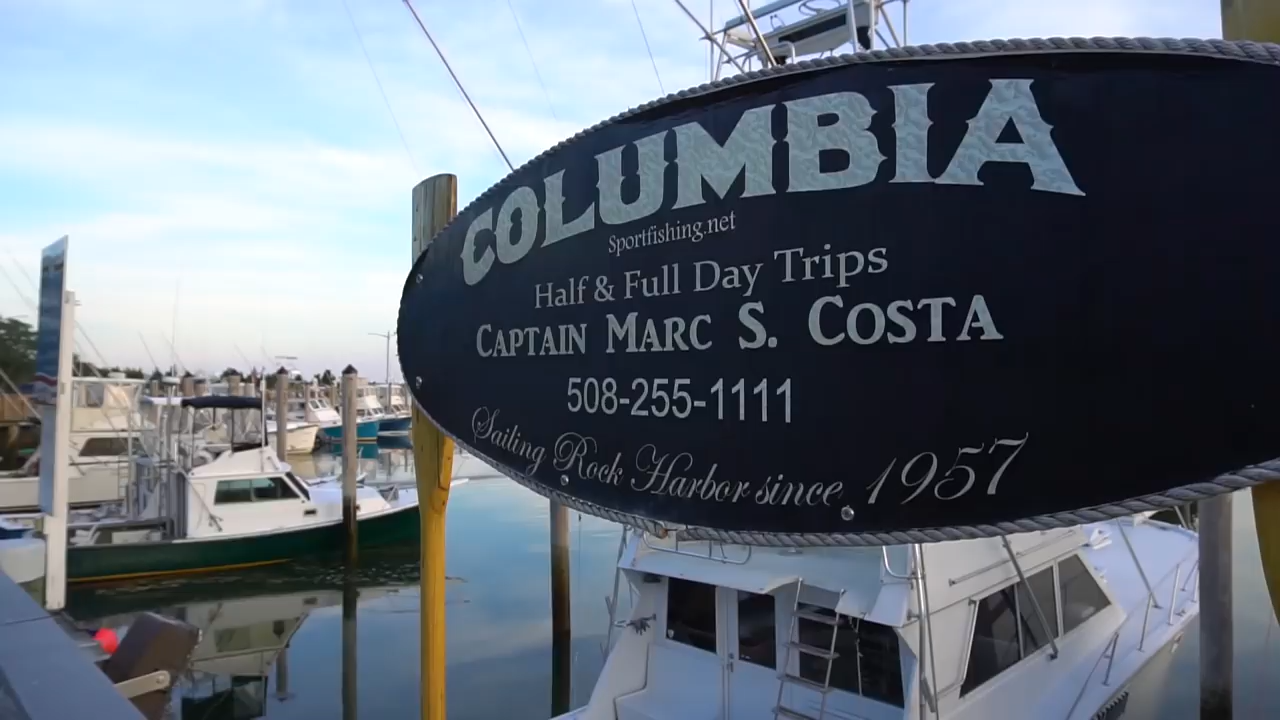 COLUMBIA
Sportfishing.net
Half & Full Day Trips
CAPTAIN MARC S. COSTA
508-255-1111
Sailing Rock Harbor since 1957